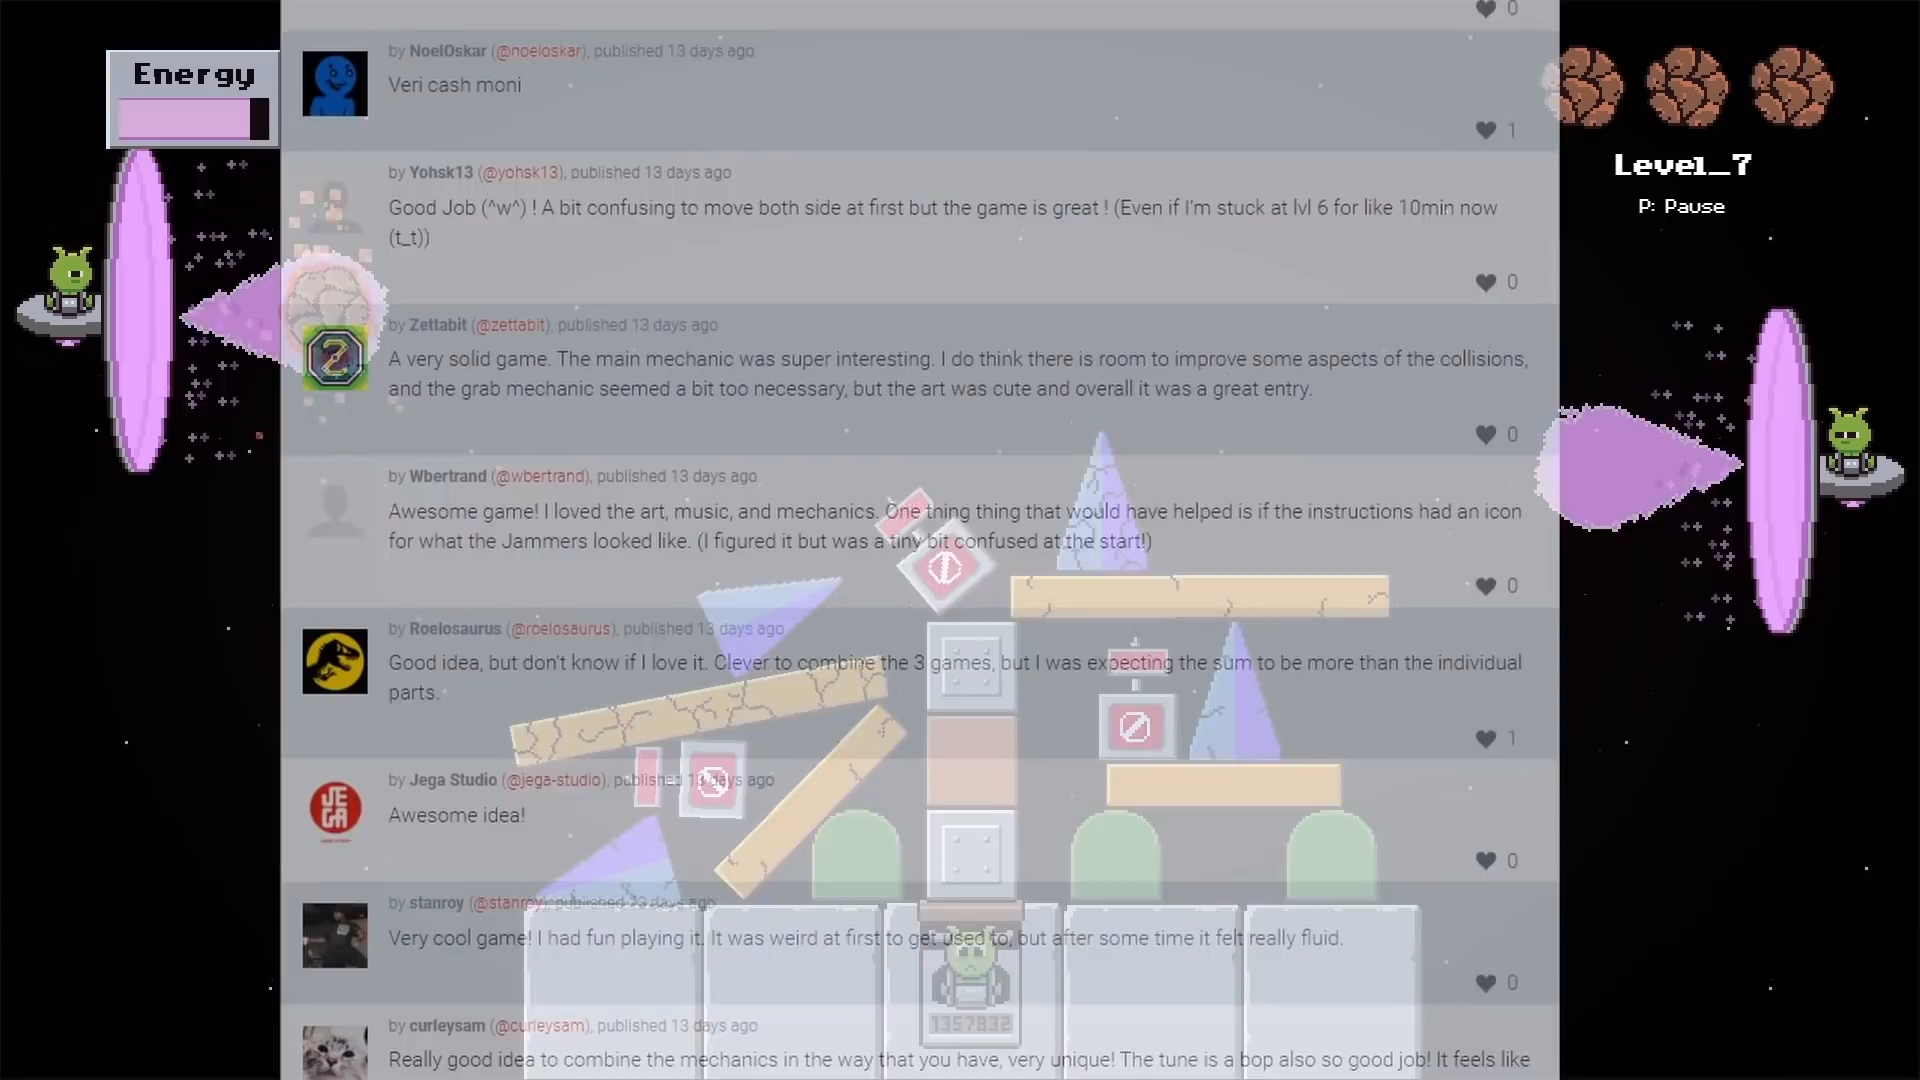 0
Energy
by NoelOskar (@noeloskar), published 13 days ago
Veri cash moni
1
Level_7
P: Pause
by Yohsk13 (@yohsk13), published 13 days ago
Good Job (^w^) ! A bit confusing to move both side at first but the game is great ! (Even if I'm stuck at lvl 6 for like 10min now
(t_t))
0
by Zettabit (@zettabit), published 13 days ago
A very solid game. The main mechanic was super interesting. I do think there is room to improve some aspects of the collisions,
and the grab mechanic seemed a bit too necessary, but the art was cute and overall it was a great entry.
0
by Wbertrand (@wbertrand), published 13 days ago
Awesome game! I loved the art, music, and mechanics. One thing thing that would have helped is if the instructions had an icon
for what the Jammers looked like. (I figured it but was a tiny bit confused at the start!)
0
by Roelosaurus (@roelosaurus), published 13 days ago
Good idea, but don't know if I love it. Clever to combine the 3 games, but I was expecting the sum to be more than the individual
parts.
1
JEGA
by Jega Studio (@jega-studio), published 13 days ago
Awesome idea!
0
by stanroy (@stanroy), published 13 days ago
Very cool game! I had fun playing it. It was weird at first to get used to, but after some time it felt really fluid.
0
1357832
by curleysam (@curleysam), published 13 days ago
Really good idea to combine the mechanics in the way that you have, very unique! The tune is a bop also so good job! It feels like